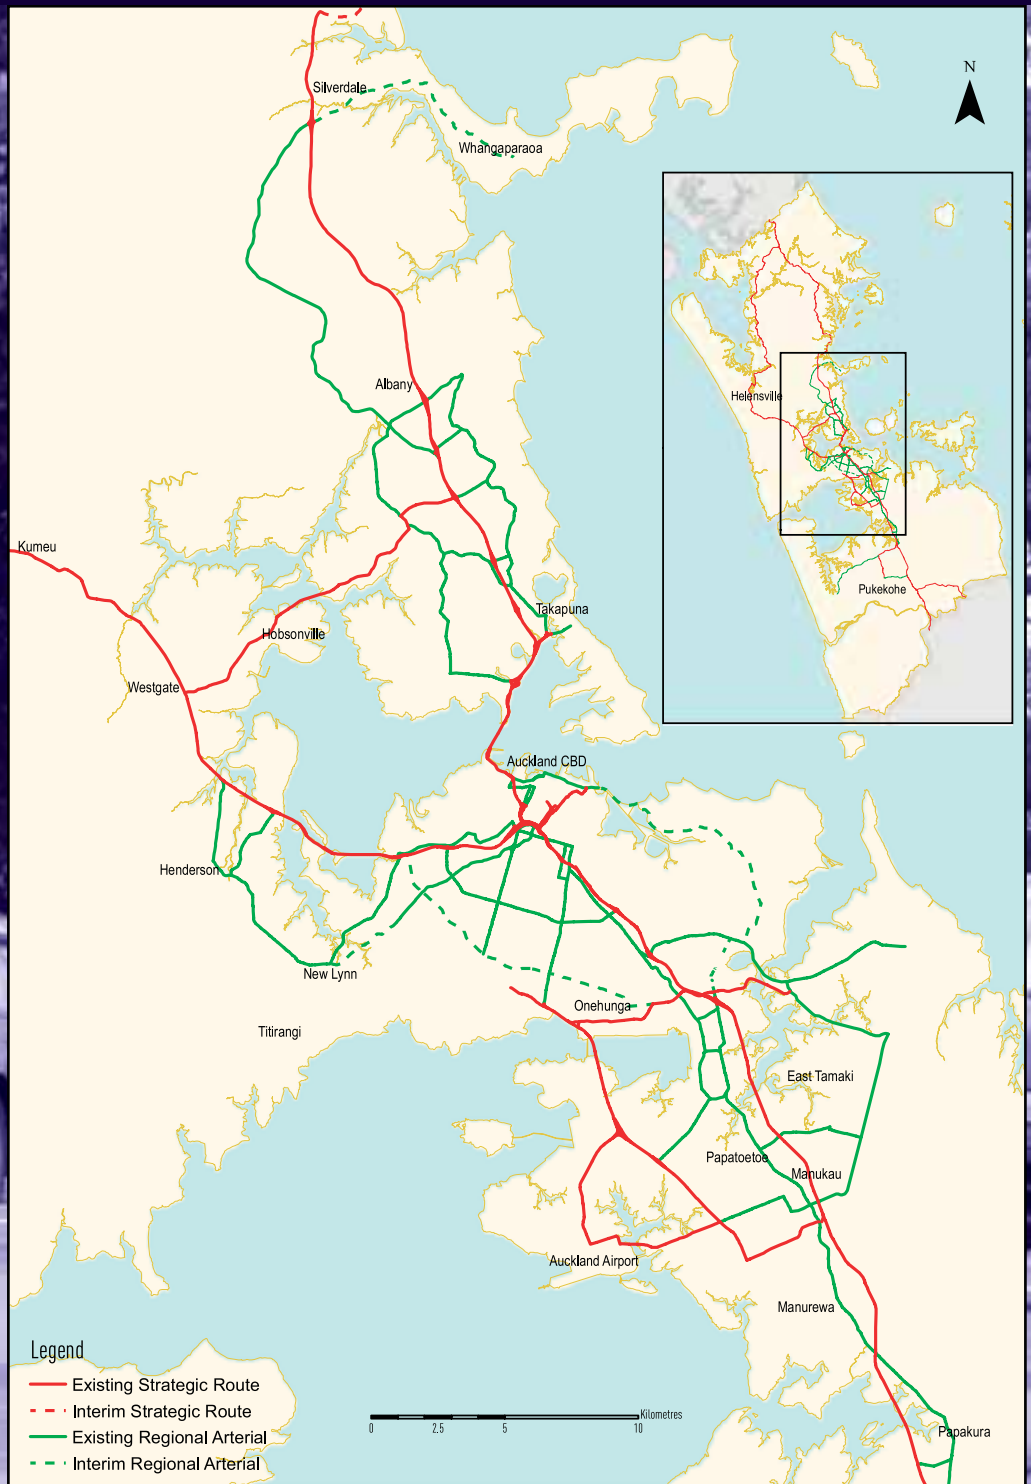 Silverdale
N
Whangaparaoa
Albany
Helensville
Kumeu
Pukekohe
Takapuna
Hobsonville
Westgate
Auckland CBD
Henderson
New Lynn
Onehunga
Titirangi
East Tamaki
Papatoetoe
Manukau
Auckland Airport
Manurewa
Legend
Existing Strategic Route
Interim Strategic Route
Existing Regional Arterial
Interim Regional Arterial
Kilometres
0 2.5 5 10
Papakura